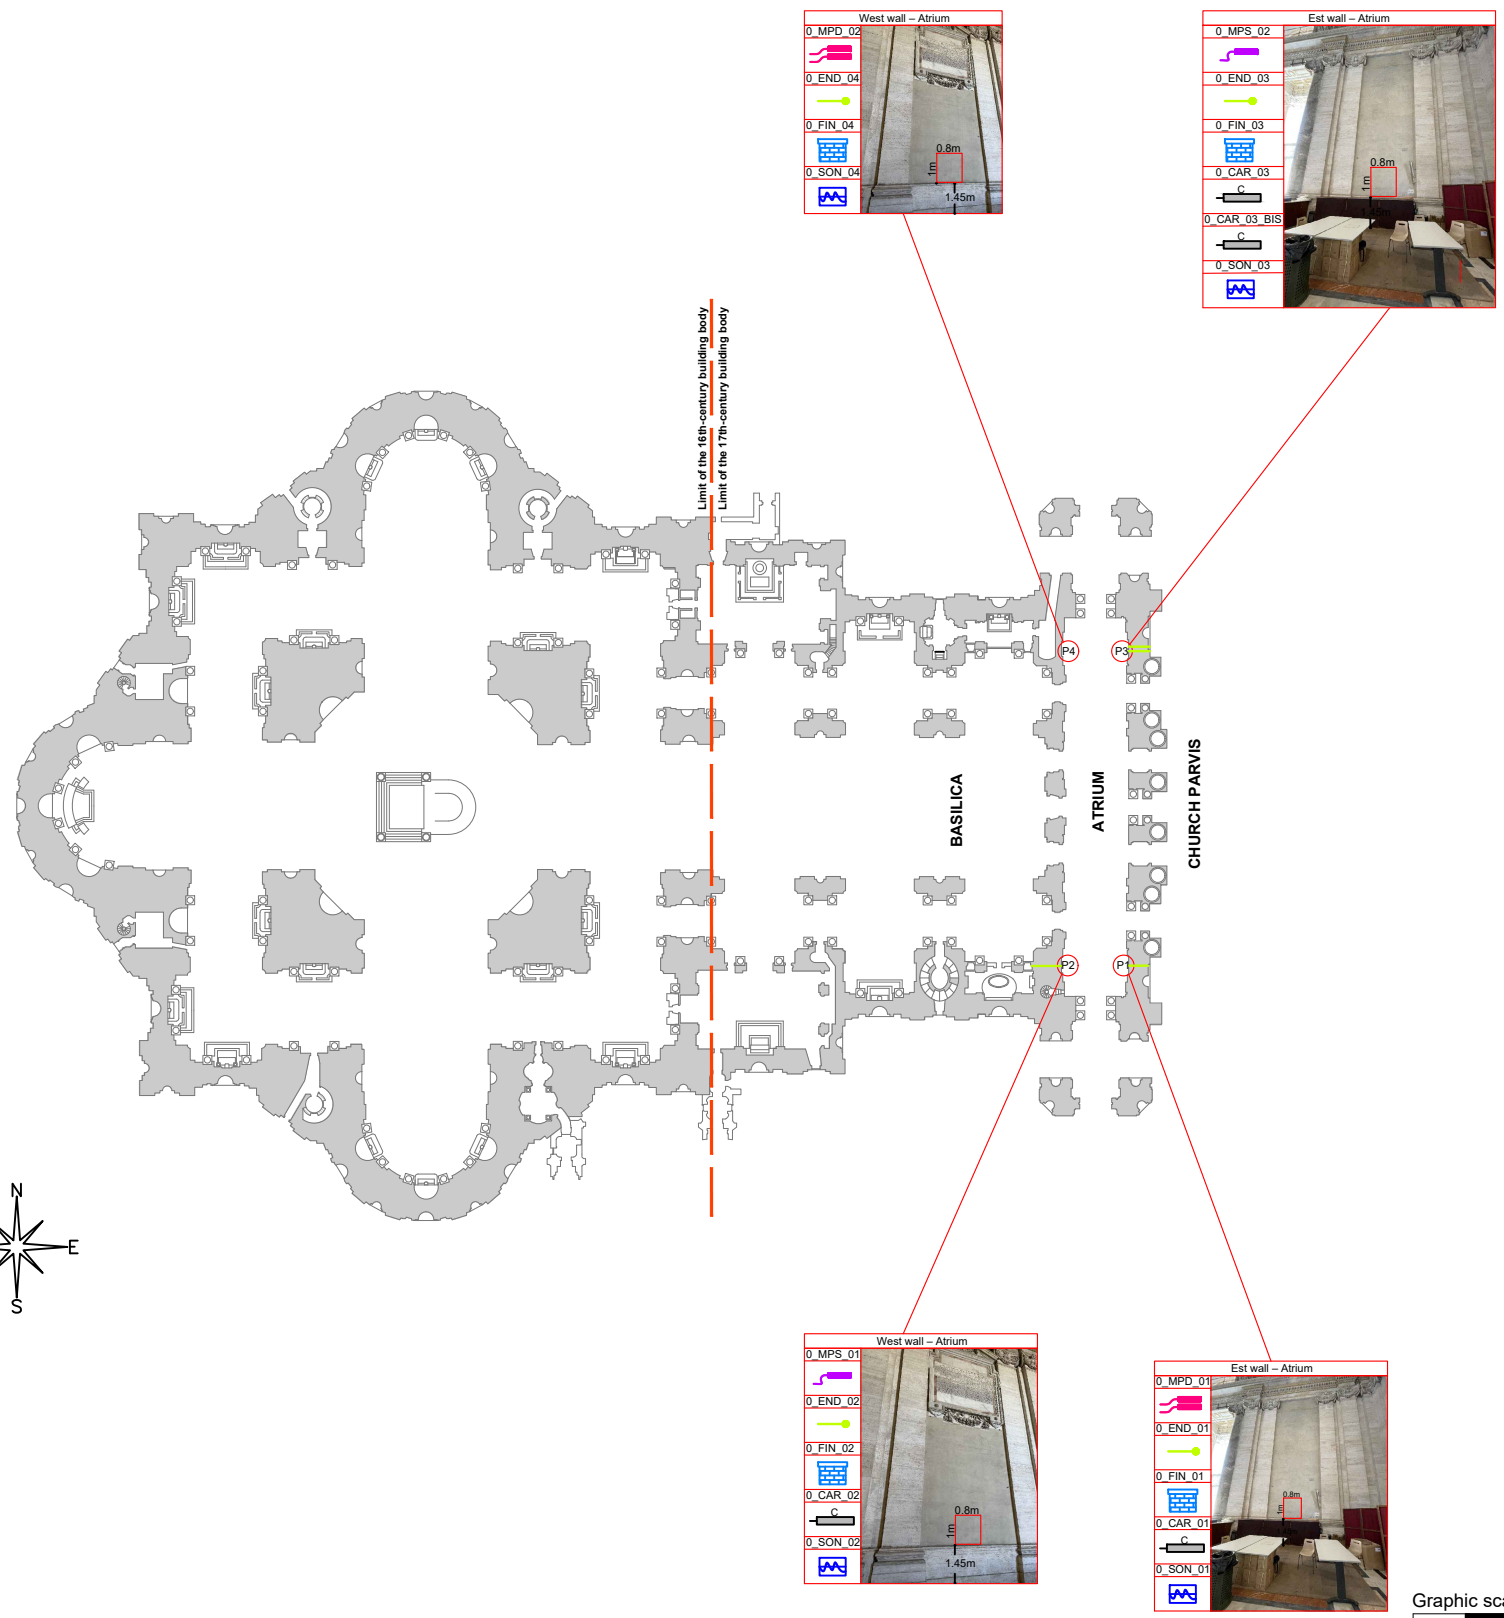 West wall – Atrium
0_MPD_02
0_END_04
0_FIN_04
0_SON_04
0.8m
1m
1.45m
Est wall – Atrium
0_MPS_02
0_END_03
0_FIN_03
0_CAR_03
C
0_CAR_03_BIS
C
0_SON_03
0.8m
1m
1.45m
Limit of the 16th-century building body
Limit of the 17th-century building body
P4
P3
BASILICA
ATRIUM
CHURCH PARVIS
P2
P1
N
E
S
West wall – Atrium
0_MPS_01
0_END_02
0_FIN_02
0_CAR_02
C
0_SON_02
0.8m
1m
1.45m
Est wall – Atrium
0_MPD_01
0_END_01
0_FIN_01
0_CAR_01
C
0_SON_01
0.8m
1m
Graphic sca